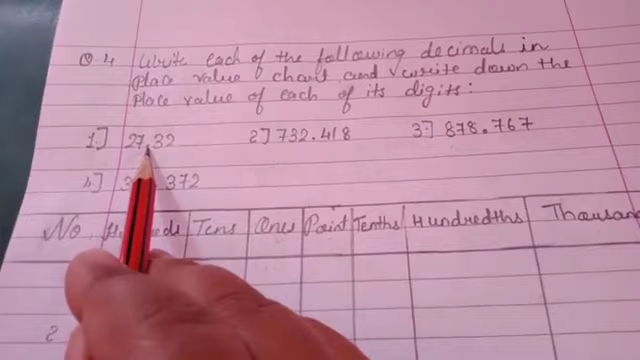 Q.4 Write each of the following decimals in
place value chart and write down the
place value of each of its digits:
1] 27.32 2] 732.418 3] 878.767
4] 372
No. Tens Ones Point Tenths Hundredths Thousan
2